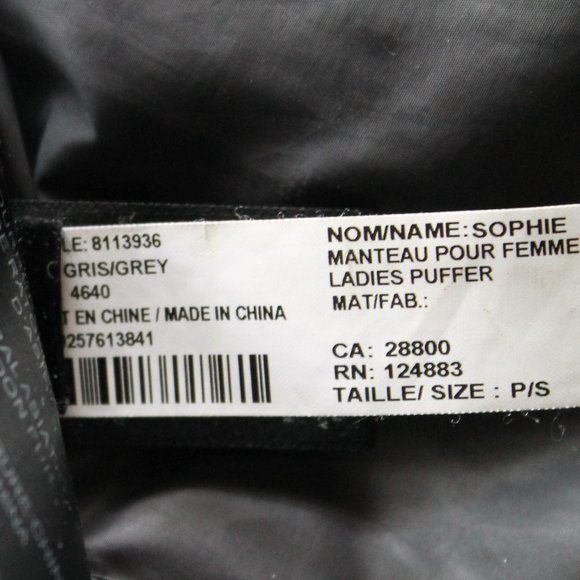 LE: 8113936
GRIS/GREY
4640
T EN CHINE / MADE IN CHINA
257613841
NOM/NAME: SOPHIE
MANTEAU POUR FEMME
LADIES PUFFER
MAT/FAB.:
CA: 28800
RN: 124883
TAILLE/ SIZE : P/S